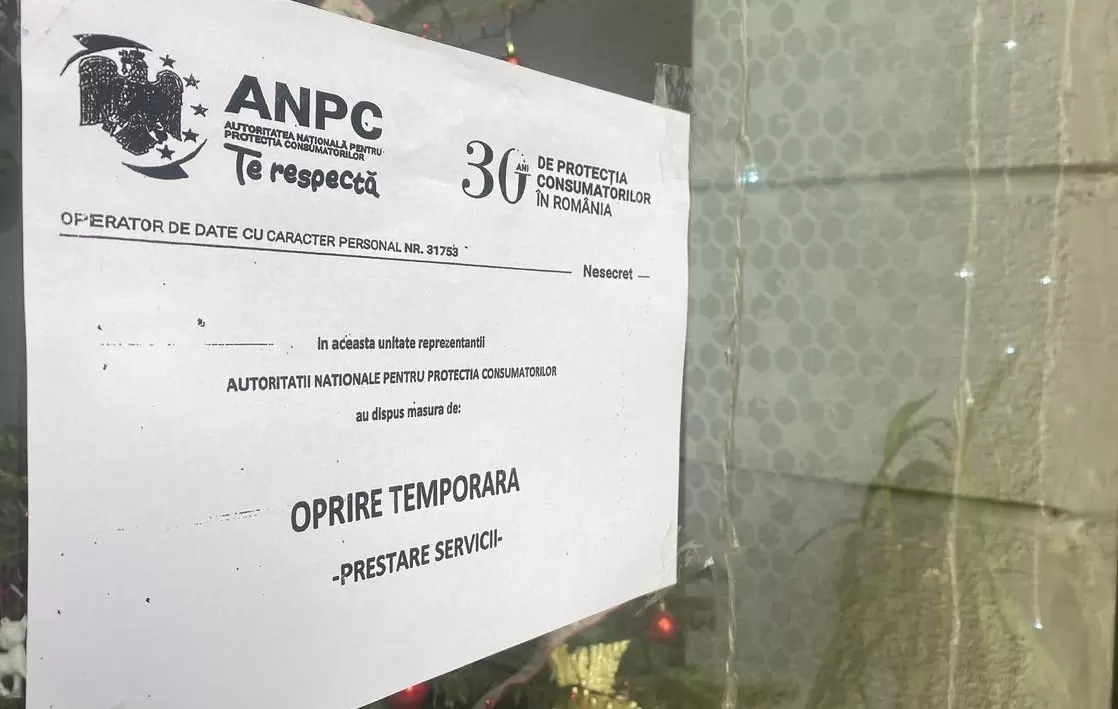 ANPC
AUTORITATEA NAȚIONALĂ PENTRU
PROTECȚIA CONSUMATORILOR
Te respectă
30 ANI
DE PROTECȚIA
CONSUMATORILOR
ÎN ROMÂNIA
OPERATOR DE DATE CU CARACTER PERSONAL NR. 31753
Nesecret
in aceasta unitate reprezentantii
AUTORITATII NATIONALE PENTRU PROTECTIA CONSUMATORILOR
au dispus masura de:
OPRIRE TEMPORARA
-PRESTARE SERVICII-